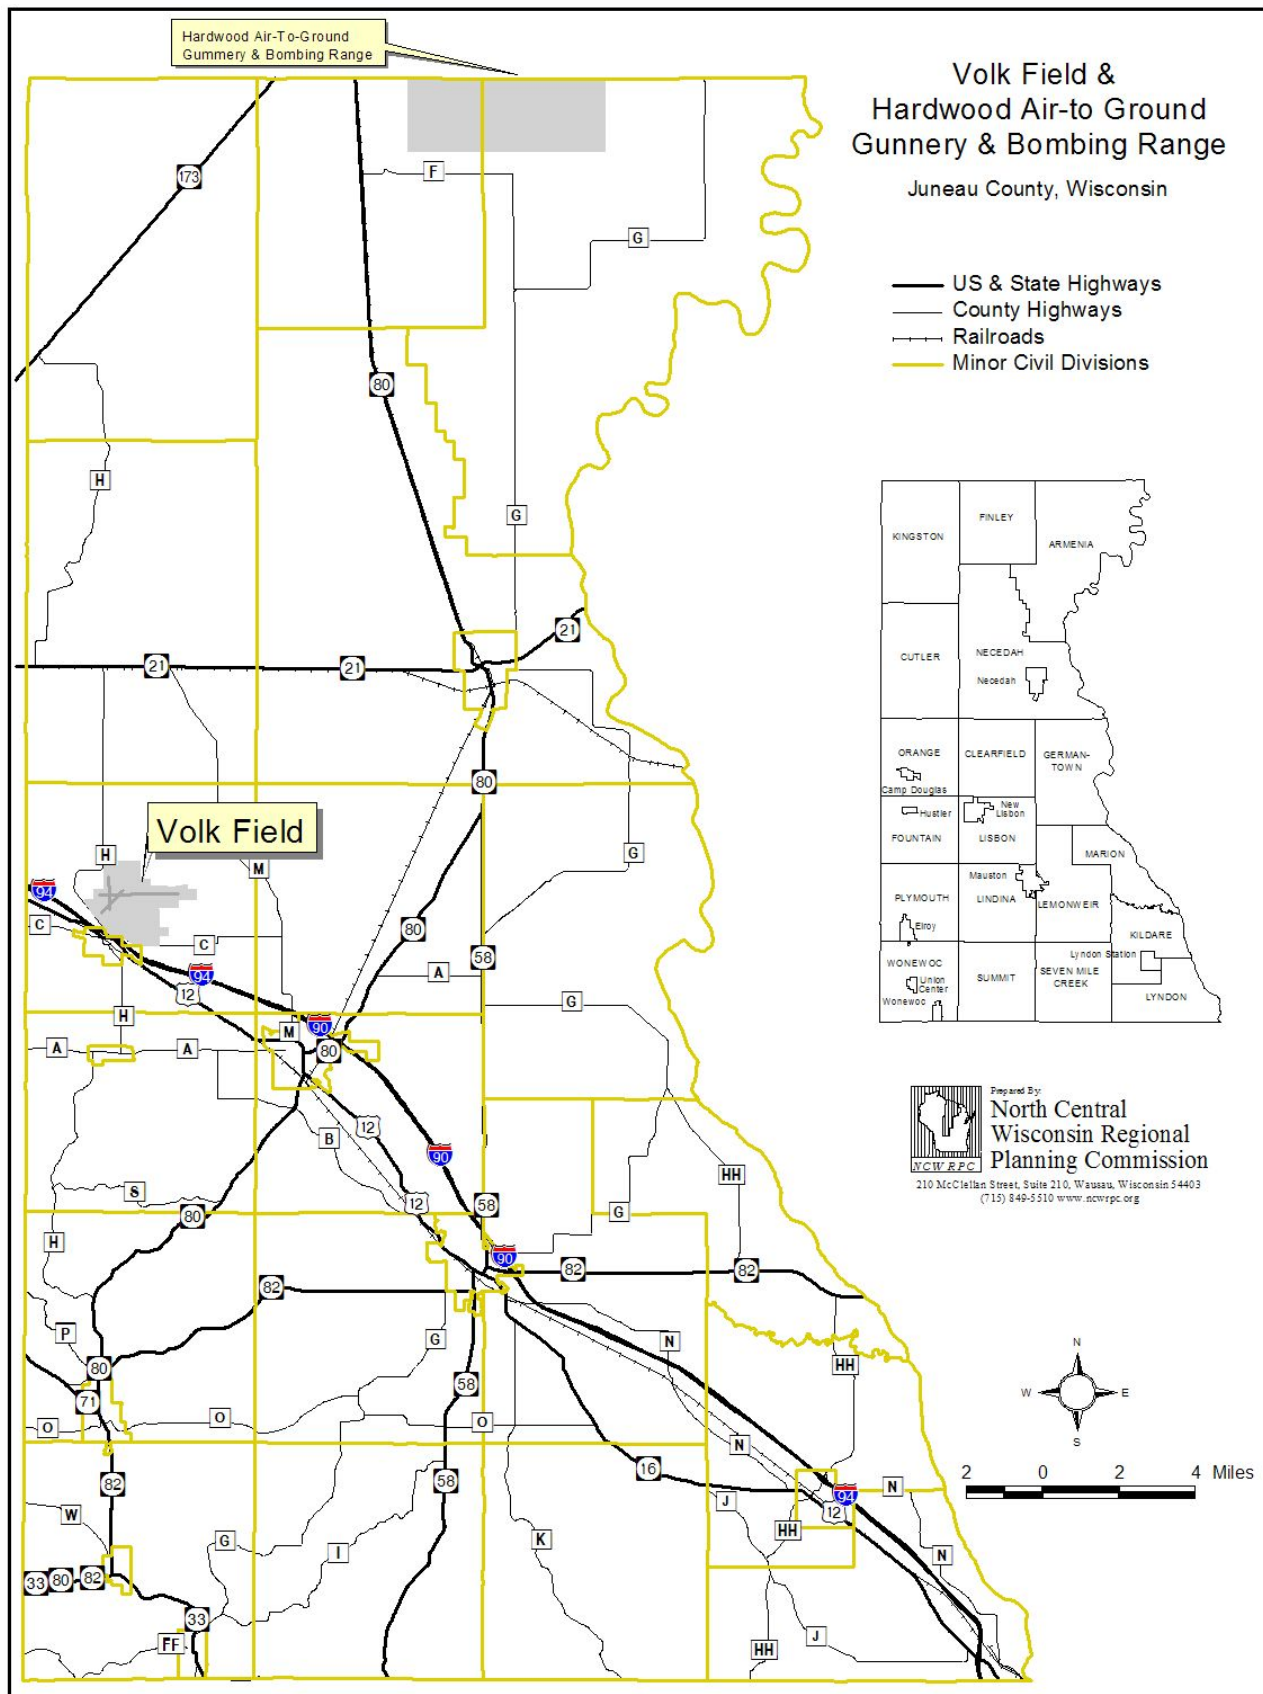 Hardwood Air-To-Ground
Gummery & Bombing Range
Volk Field &
Hardwood Air-to Ground
Gunnery & Bombing Range
Juneau County, Wisconsin
US & State Highways
County Highways
Railroads
Minor Civil Divisions
173
F
G
80
H
G
21
21
21
80
Volk Field
H
M
G
94
C
C
80
58
94
A
12
G
H
M
90
80
A
A
12
B
90
HH
S
12
58
80
G
H
90
82
82
82
P
G
N
HH
80
58
71
O
O
O
N
16
58
82
94
N
J
12
W
HH
G
I
K
N
33
80
82
33
J
FF
HH
KINGSTON
FINLEY
ARMENIA
CUTLER
NECEDAH
Necedah
ORANGE
CLEARFIELD
GERMAN-
TOWN
Camp Douglas
Hustler
New
Lisbon
FOUNTAIN
LISBON
MARION
Mauston
PLYMOUTH
LINDINA
LEMONWEIR
Elroy
KILDARE
Lyndon Station
WONEWOC
SUMMIT
SEVEN MILE
CREEK
Union
Center
LYNDON
Wonewoc
Prepared By:
North Central
Wisconsin Regional
Planning Commission
NCWRPC
210 McClellan Street, Suite 210, Wausau, Wisconsin 54403
(715) 849-5510 www.ncwrpc.org
N
W
E
S
2 0 2 4 Miles